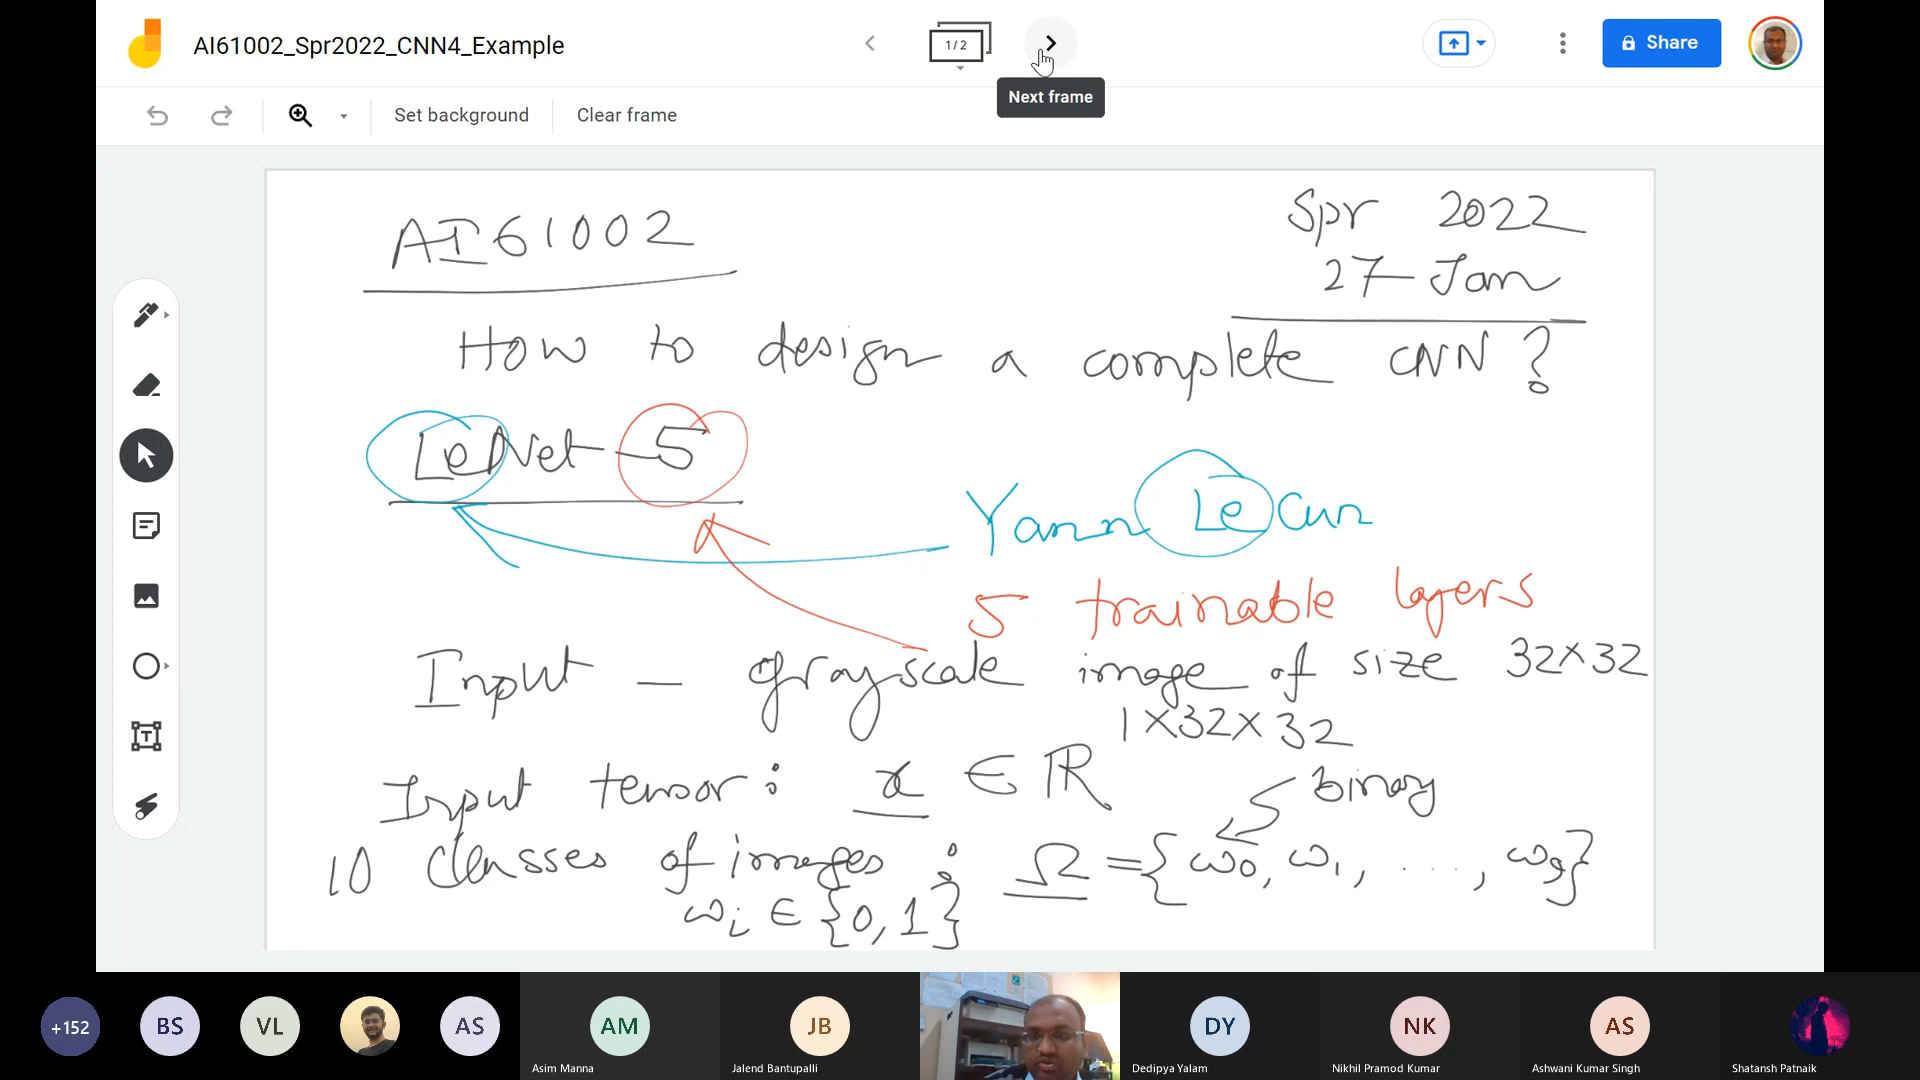 AI61002_Spr2022_CNN4_Example
1/2
Share
Next frame
Set background
Clear frame
AI61002
Spr 2022
27-Jan
How to design a complete CNN?
LeNet-5
Yann LeCun
5 trainable layers
Input - grayscale image of size 32×32
1×32×32
Input tensor: x ∈ ℝ
binary
10 classes of images : Ω = {ω0, ω1, ...., ω9}
ωi ∈ {0,1}
+152
BS
VL
AS
AM
JB
DY
NK
AS
Asim Manna
Jalend Bantupalli
Dedipya Yalam
Nikhil Pramod Kumar
Ashwani Kumar Singh
Shatansh Patnaik